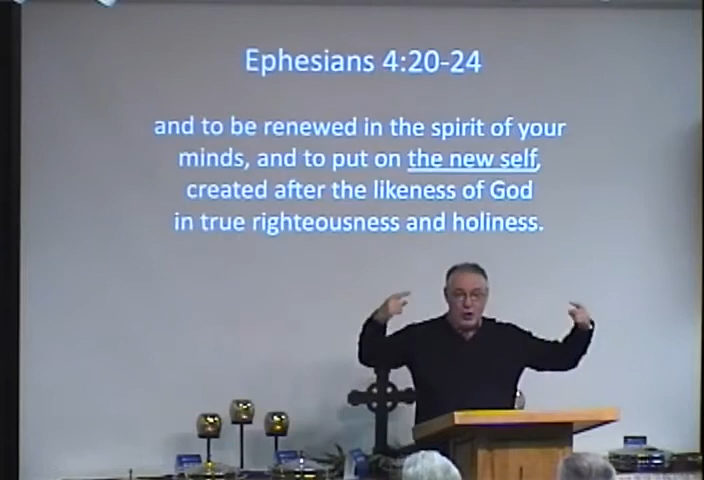 Ephesians 4:20-24
and to be renewed in the spirit of your
minds, and to put on the new self,
created after the likeness of God
in true righteousness and holiness.